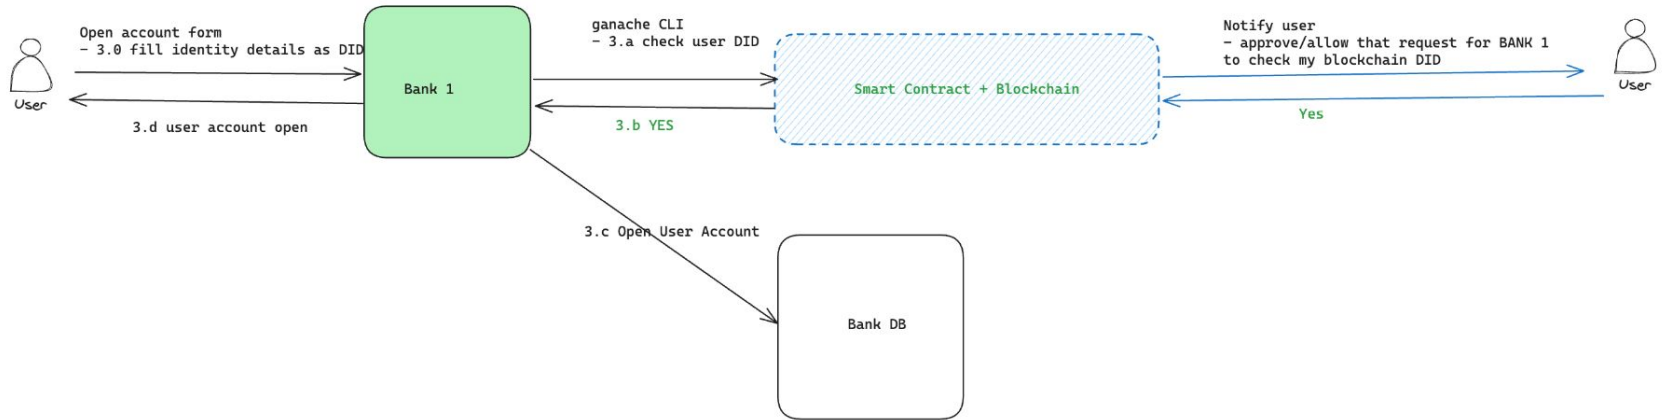 Open account form
- 3.0 fill identity details as DID
User
3.d user account open
Bank 1
ganache CLI
- 3.a check user DID
3.b YES
Smart Contract + Blockchain
Notify user
- approve/allow that request for BANK 1
to check my blockchain DID
Yes
User
3.c Open User Account
Bank DB